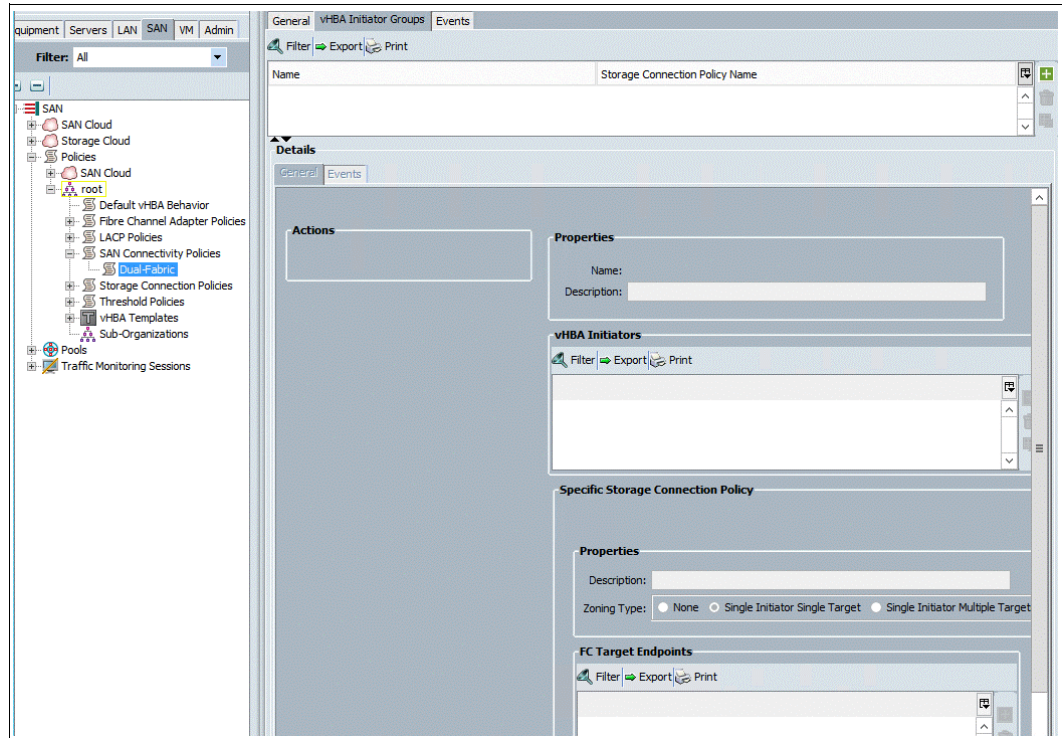 quipment Servers LAN SAN VM Admin
Filter: All
SAN
SAN Cloud
Storage Cloud
Policies
SAN Cloud
root
Default vHBA Behavior
Fibre Channel Adapter Policies
LACP Policies
SAN Connectivity Policies
Dual-Fabric
Storage Connection Policies
Threshold Policies
vHBA Templates
Sub-Organizations
Pools
Traffic Monitoring Sessions
General vHBA Initiator Groups Events
Filter Export Print
Name Storage Connection Policy Name
Details
General Events
Actions
Properties
Name:
Description:
vHBA Initiators
Filter Export Print
Specific Storage Connection Policy
Properties
Description:
Zoning Type: None Single Initiator Single Target Single Initiator Multiple Target
FC Target Endpoints
Filter Export Print